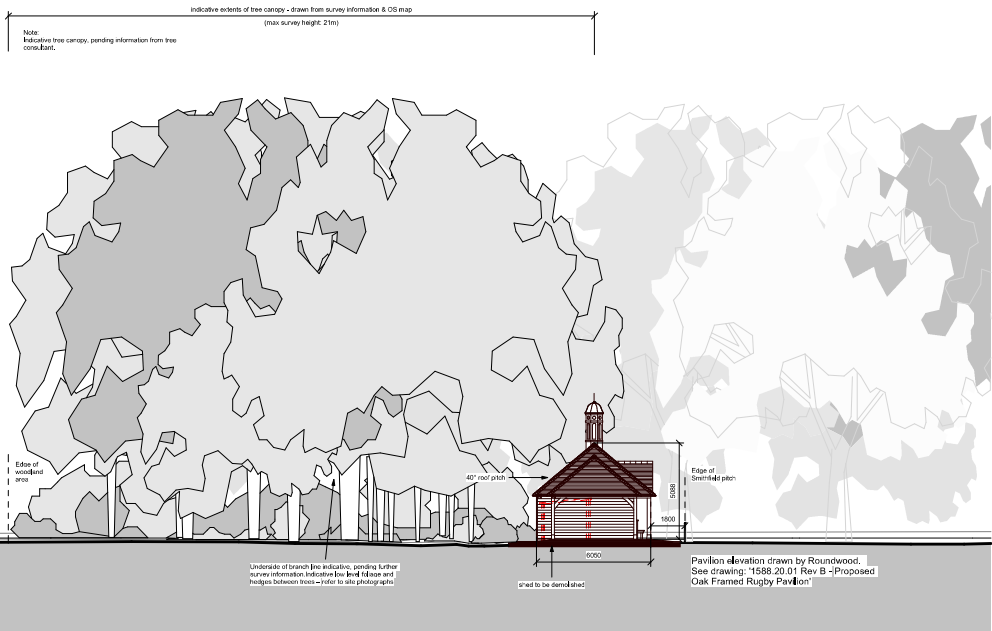 indicative extents of tree canopy - drawn from survey information & OS map
(max survey height: 21m)
Note:
Indicative tree canopy, pending information from tree
consultant.
Edge of
woodland
area
40° roof pitch
5088
Edge of
Smithfield pitch
1800
6050
Underside of branch line indicative, pending further
survey information.Indicative low level foliage and
hedges between trees – refer to site photographs
shed to be demolished
Pavilion elevation drawn by Roundwood.
See drawing: '1588.20.01 Rev B - Proposed
Oak Framed Rugby Pavilion'